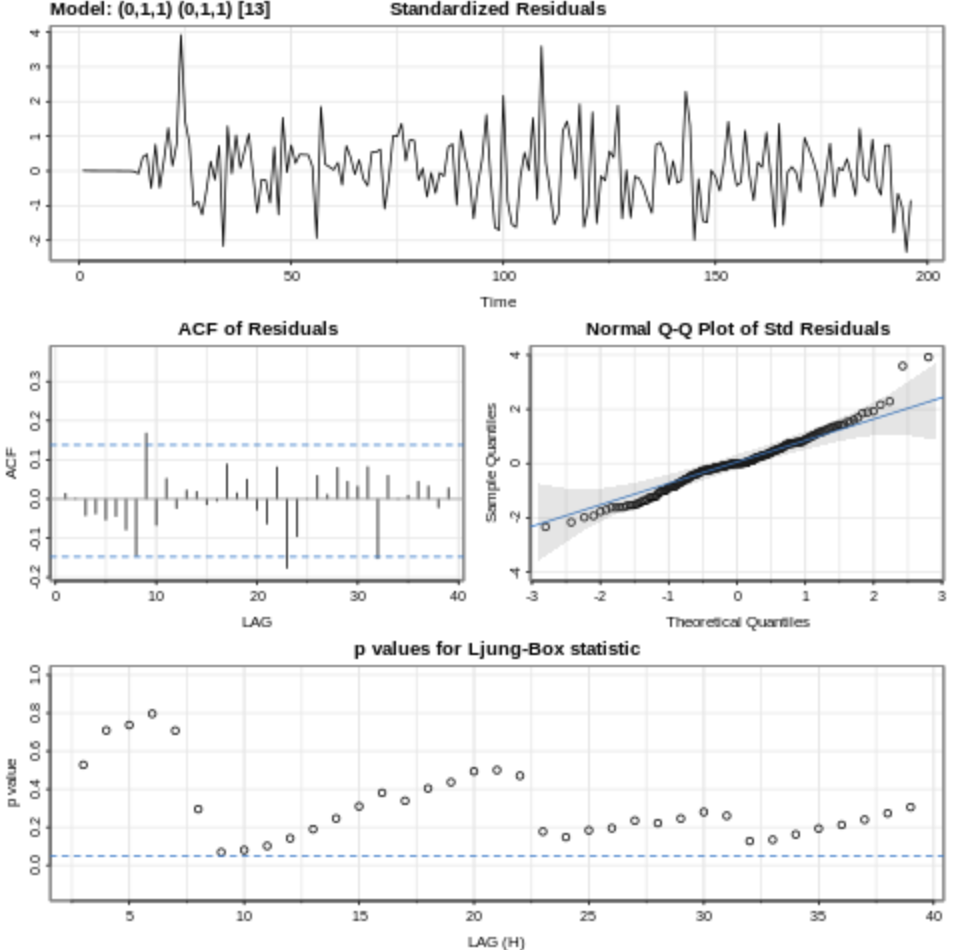 Model: (0,1,1) (0,1,1) [13] Standardized Residuals
4
3
2
1
0
-1
-2
0 50 100 150 200
Time
ACF of Residuals
ACF
0.3
0.2
0.1
0.0
-0.1
-0.2
0 10 20 30 40
LAG
Normal Q-Q Plot of Std Residuals
Sample Quantiles
4
2
0
-2
-4
-3 -2 -1 0 1 2 3
Theoretical Quantiles
p values for Ljung-Box statistic
p value
1.0
0.8
0.6
0.4
0.2
0.0
5 10 15 20 25 30 35 40
LAG (H)